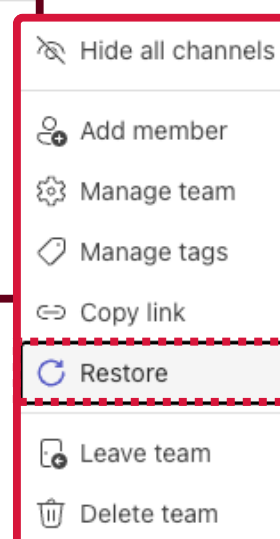 Hide all channels
Add member
Manage team
Manage tags
Copy link
Restore
Leave team
Delete team